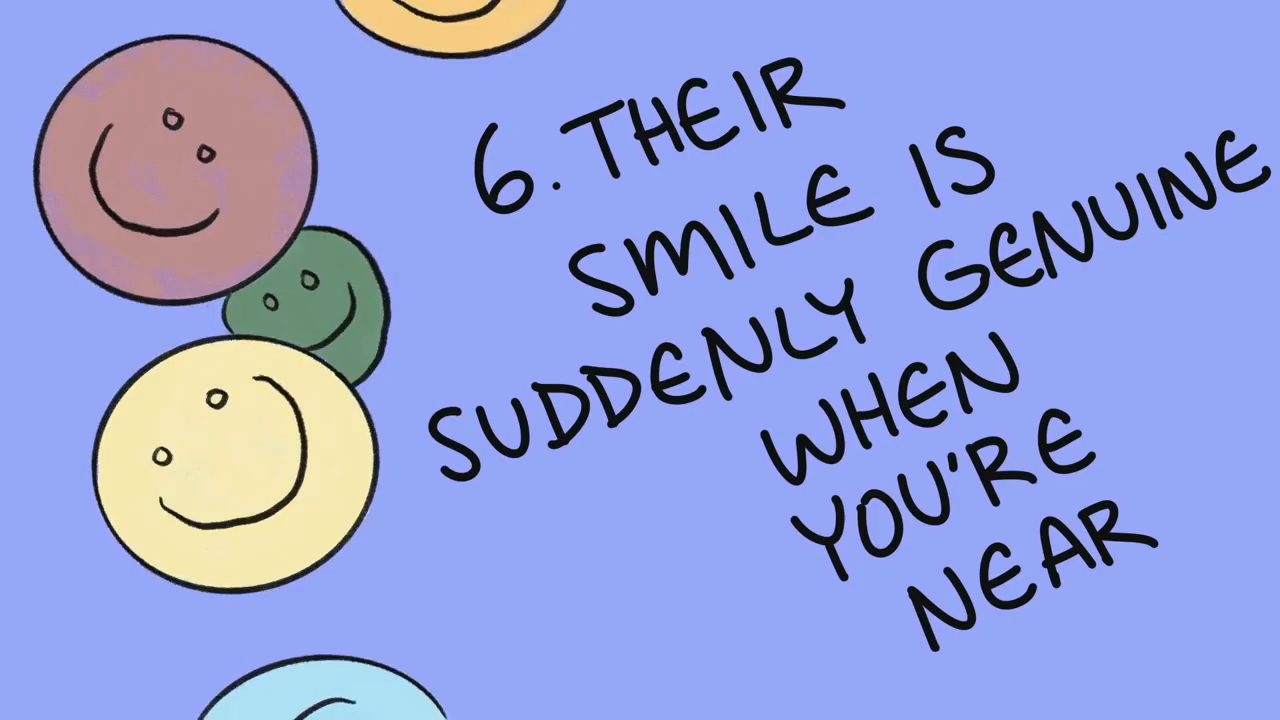 6. THEIR
SMILE IS
SUDDENLY GENUINE
WHEN
YOU'RE
NEAR